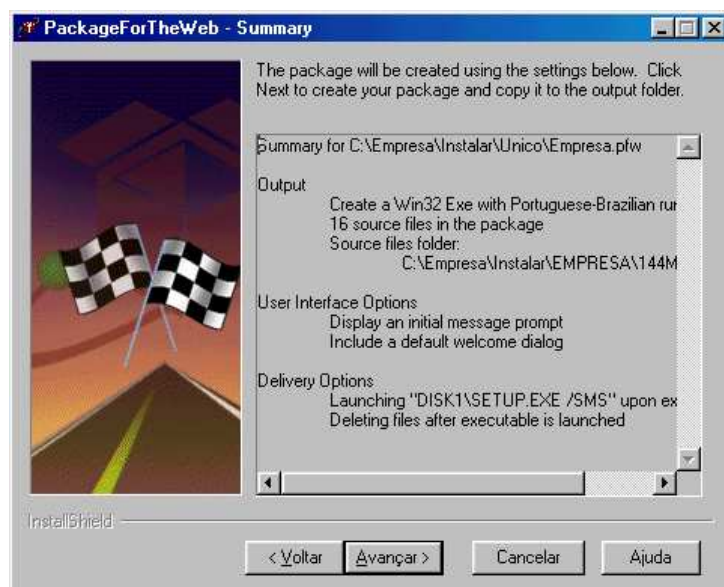 PackageForTheWeb - Summary
The package will be created using the settings below.  Click
Next to create your package and copy it to the output folder.
Summary for C:\Empresa\Instalar\Unico\Empresa.pfw
Output
Create a Win32 Exe with Portuguese-Brazilian rur
16 source files in the package
Source files folder:
C:\Empresa\Instalar\EMPRESA\144M
User Interface Options
Display an initial message prompt
Include a default welcome dialog
Delivery Options
Launching "DISK1\SETUP.EXE /SMS" upon ex
Deleting files after executable is launched
InstallShield
< Voltar
Avançar >
Cancelar
Ajuda